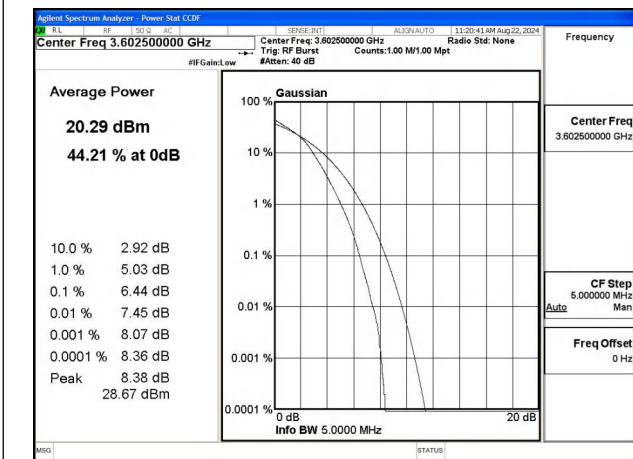 Agilent Spectrum Analyzer - Power Stat CCDF
LXI RL RF 50 Ω AC SENSE:INT ALIGN AUTO 11:20:41 AM Aug 22, 2024
Center Freq 3.602500000 GHz
Center Freq: 3.602500000 GHz Radio Std: None
Trig: RF Burst Counts:1.00 M/1.00 Mpt
#IFGain:Low #Atten: 40 dB
Frequency
Average Power
20.29 dBm
44.21 % at 0dB
10.0 % 2.92 dB
1.0 % 5.03 dB
0.1 % 6.44 dB
0.01 % 7.45 dB
0.001 % 8.07 dB
0.0001 % 8.36 dB
Peak 8.38 dB
28.67 dBm
Gaussian
100 %
10 %
1 %
0.1 %
0.01 %
0.001 %
0.0001 %
0 dB 20 dB
Info BW 5.0000 MHz
Center Freq
3.602500000 GHz
CF Step
5.000000 MHz
Auto Man
Freq Offset
0 Hz
MSG STATUS